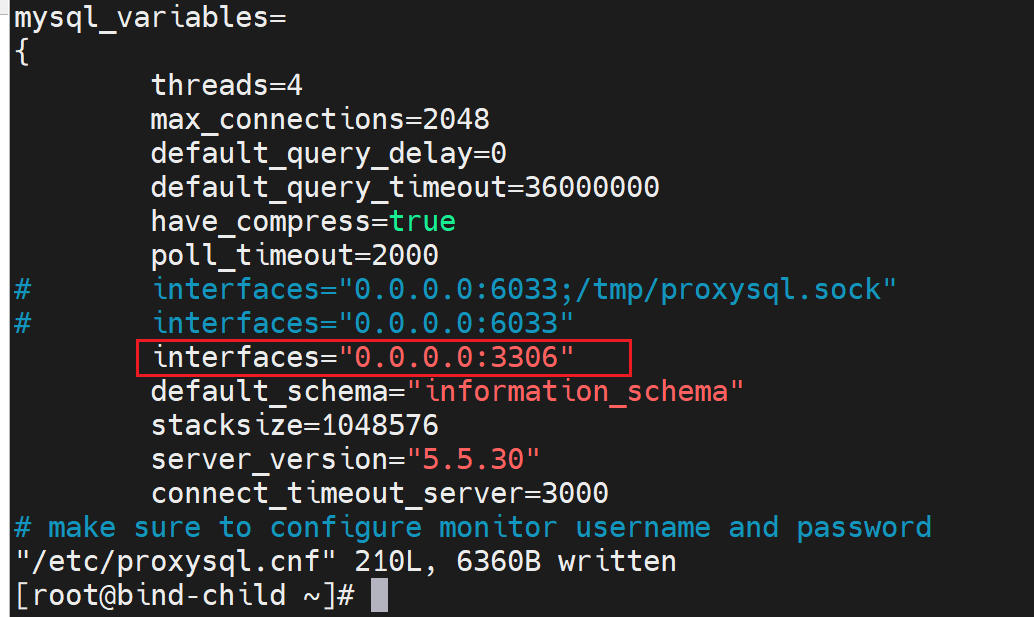 mysql_variables=
{
        threads=4
        max_connections=2048
        default_query_delay=0
        default_query_timeout=36000000
        have_compress=true
        poll_timeout=2000
#       interfaces="0.0.0.0:6033;/tmp/proxysql.sock"
#       interfaces="0.0.0.0:6033"
        interfaces="0.0.0.0:3306"
        default_schema="information_schema"
        stacksize=1048576
        server_version="5.5.30"
        connect_timeout_server=3000
# make sure to configure monitor username and password
"/etc/proxysql.cnf" 210L, 6360B written
[root@bind-child ~]#